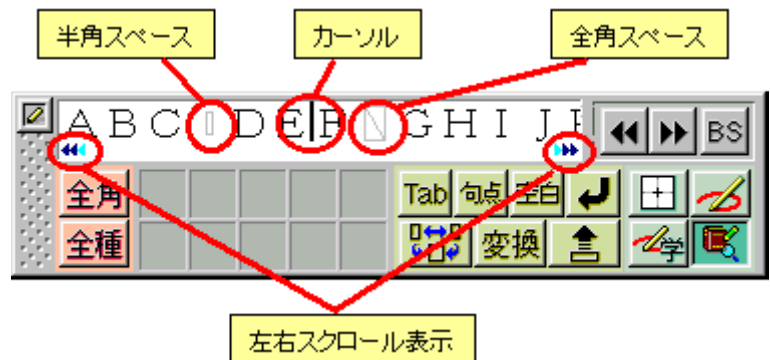 半角スペース カーソル 全角スペース
A B C D E F G H I J BS
全角 Tab 句点 空白
全種 変換 学
左右スクロール表示